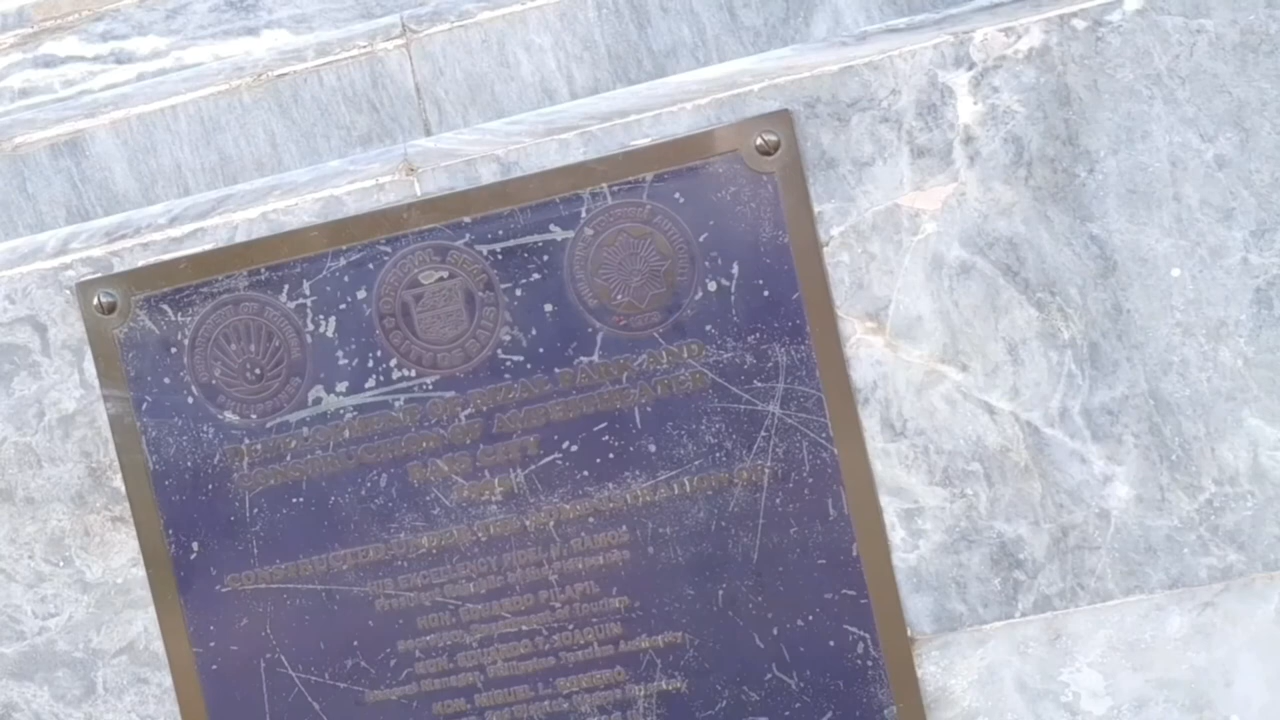 DEPARTMENT OF TOURISM
PHILIPPINES
OFFICIAL SEAL
CITY OF BAIS
PHILIPPINE TOURISM AUTHORITY
1973
DEVELOPMENT OF RIZAL PARK AND
CONSTRUCTION OF AMPHITHEATER
BAIS CITY
CONSTRUCTED UNDER THE ADMINISTRATION OF:
HIS EXCELLENCY FIDEL V. RAMOS
President Republic of the Philippines
HON. EDUARDO PILAPIL
Secretary, Department of Tourism
HON. EDUARDO T. JOAQUIN
General Manager, Philippine Tourism Authority
HON. MIGUEL L. ROMERO
District